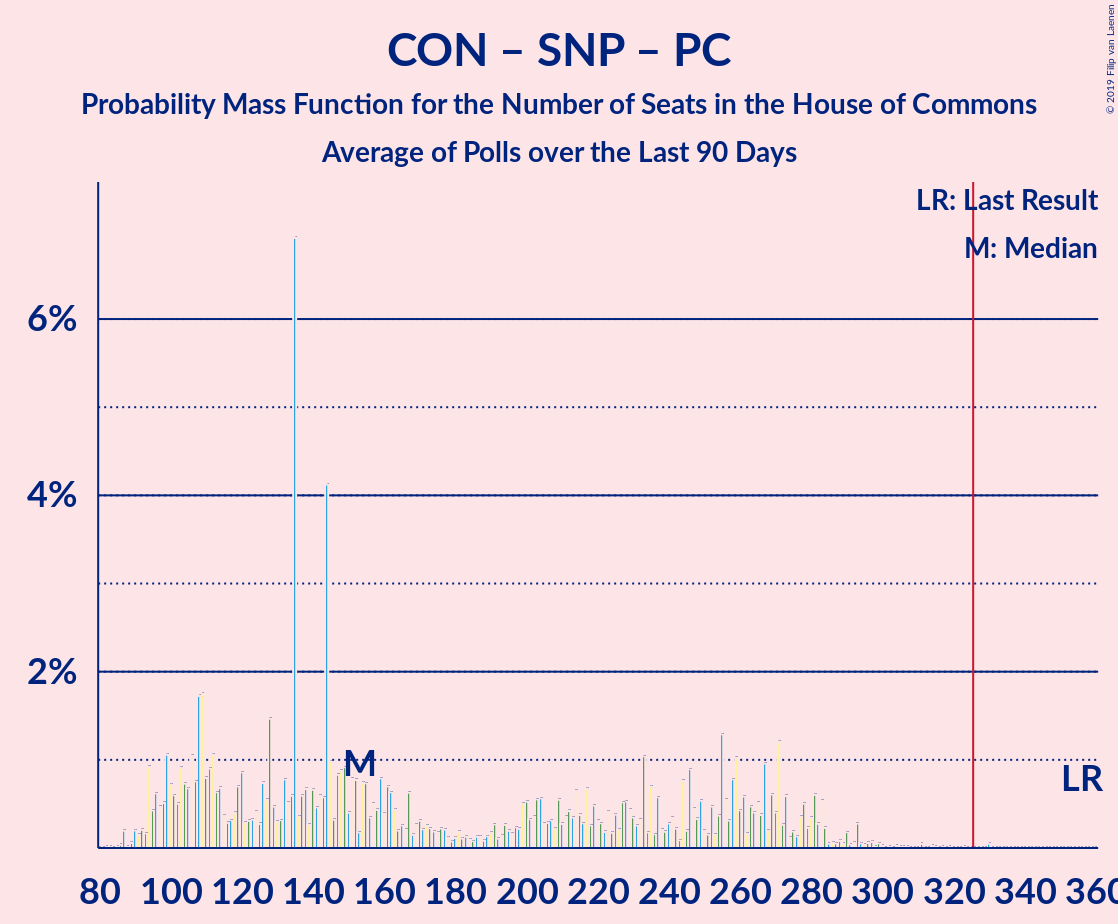 CON – SNP – PC
Probability Mass Function for the Number of Seats in the House of Commons
Average of Polls over the Last 90 Days
© 2019 Filip van Laenen
LR: Last Result
M: Median
6%
4%
2%
M
LR
80 100 120 140 160 180 200 220 240 260 280 300 320 340 360